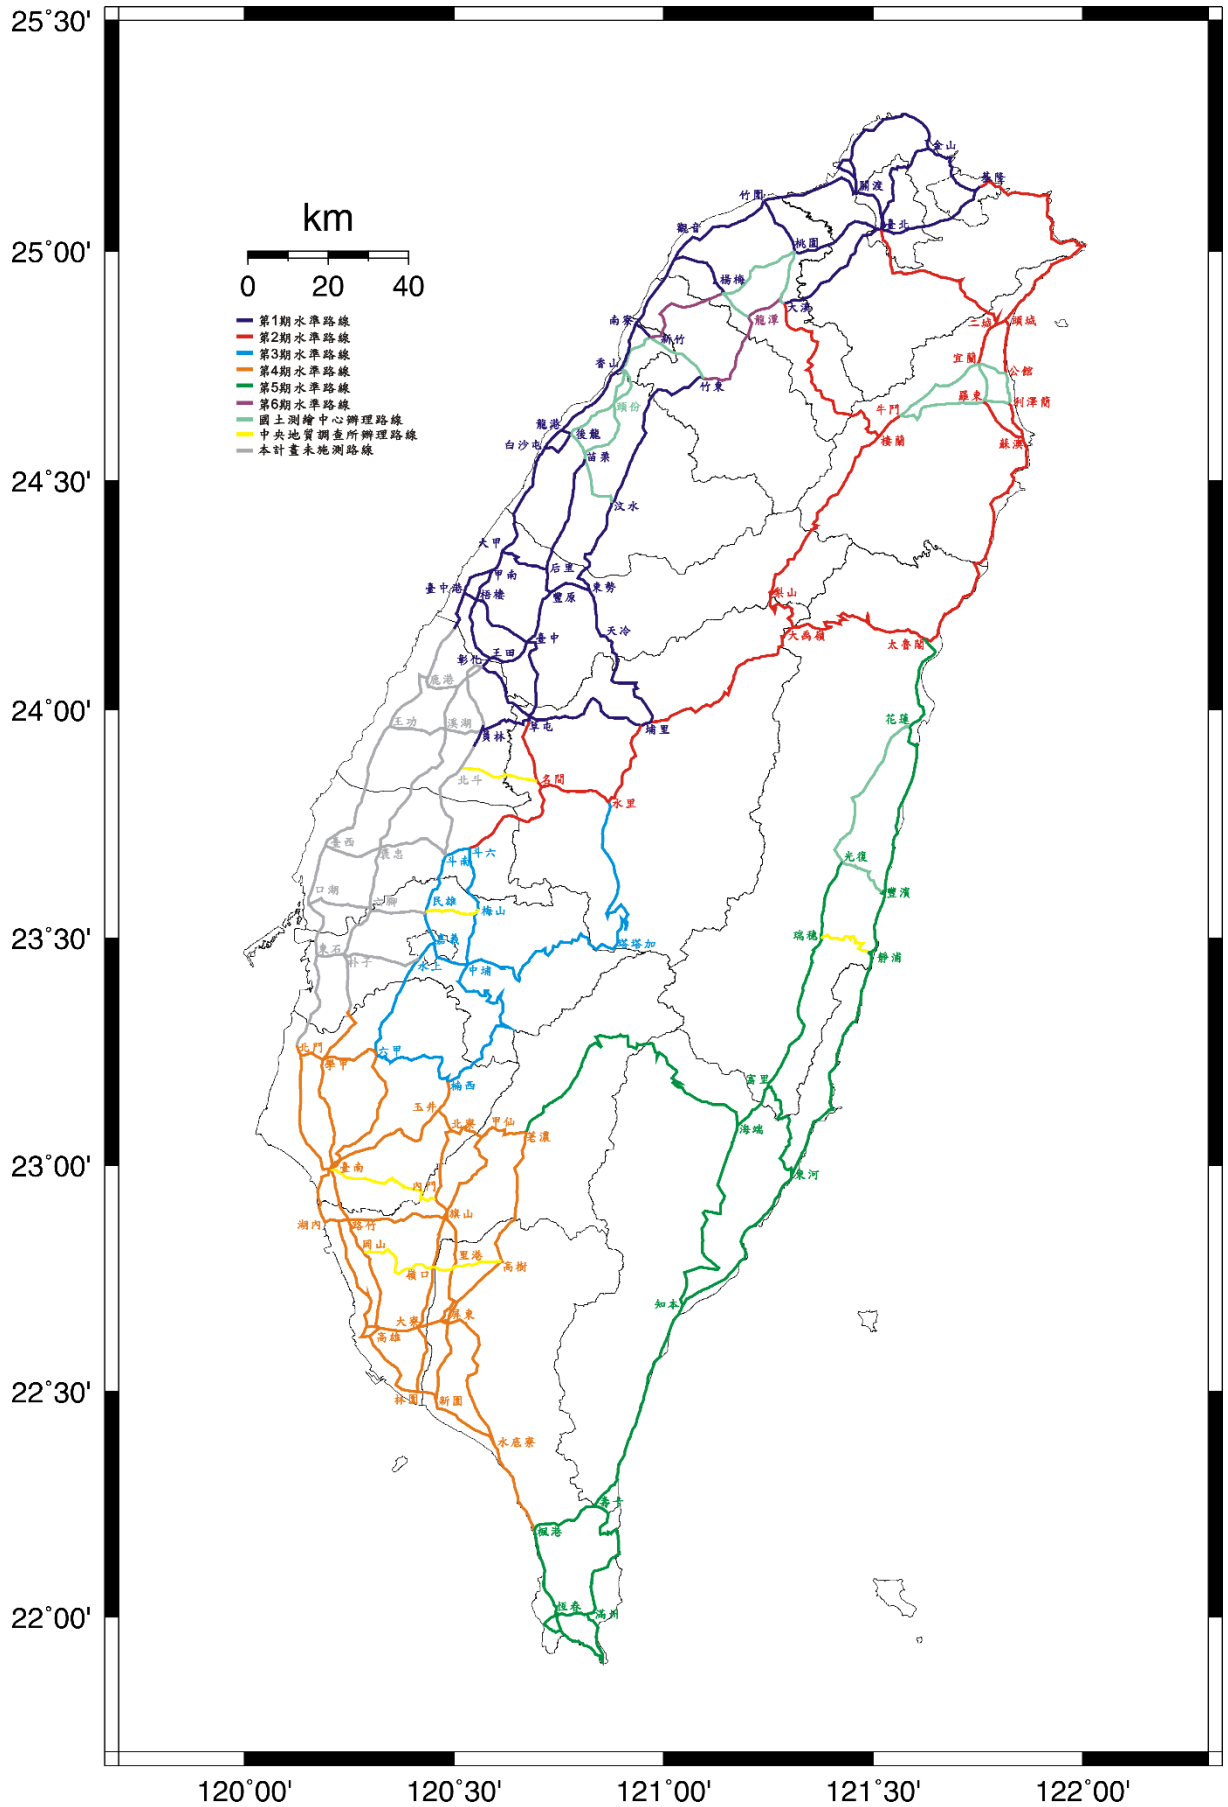 25°30'
金山
基隆
關渡
竹圍
觀音
臺北
桃園
25°00'
km
0 20 40
楊梅
大溪
龍潭
南寮
新竹
二城
頭城
第1期水準路線
第2期水準路線
第3期水準路線
第4期水準路線
第5期水準路線
第6期水準路線
國土測繪中心辦理路線
中央地質調查所辦理路線
本計畫未施測路線
香山
宜蘭
公館
竹東
頭份
牛鬥
羅東
利澤簡
龍港
後龍
白沙屯
苗栗
棲蘭
蘇澳
24°30'
汶水
大甲
甲南
后里
臺中港
梧棲
豐原
東勢
梨山
臺中
天冷
大禹嶺
太魯閣
彰化
王田
鹿港
24°00'
王功
溪湖
員林
草屯
埔里
花蓮
北斗
名間
水里
臺西
褒忠
斗南
斗六
光復
口湖
六腳
民雄
梅山
豐濱
23°30'
東石
朴子
嘉義
水上
中埔
塔塔加
瑞穗
靜浦
北門
學甲
六甲
楠西
富里
玉井
北寮
甲仙
荖濃
海端
23°00'
臺南
內門
東河
湖內
路竹
旗山
岡山
里港
嶺口
高樹
大寮
屏東
高雄
知本
22°30'
林園
新園
水底寮
壽卡
楓港
22°00'
恆春
滿州
120°00' 120°30' 121°00' 121°30' 122°00'